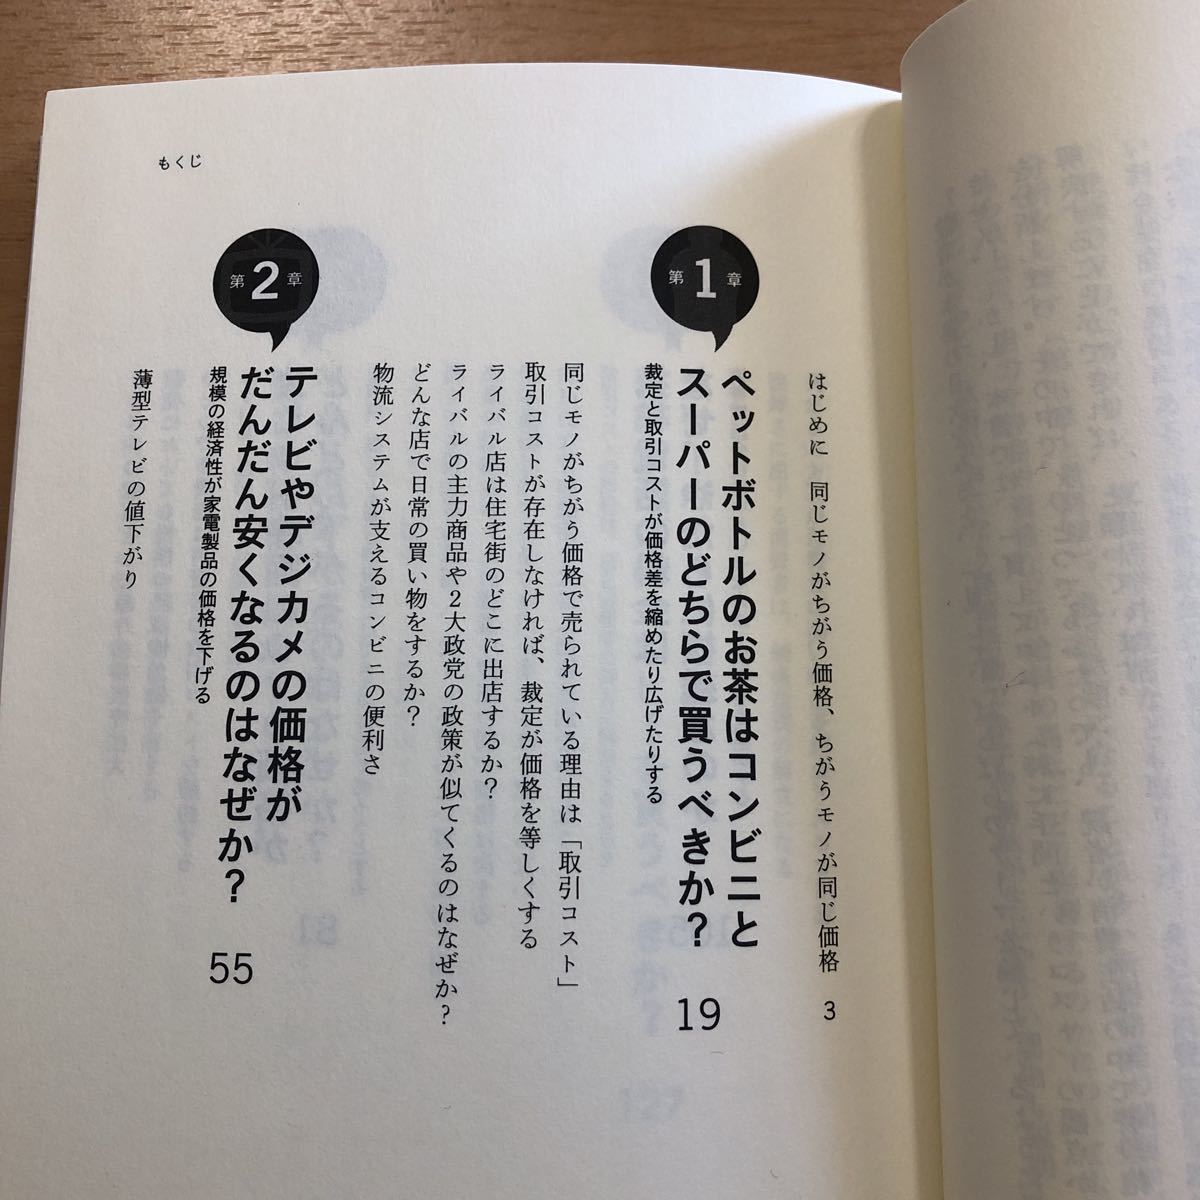 もくじ
はじめに 同じモノがちがう価格、ちがうモノが同じ価格 3
第1章
ペットボトルのお茶はコンビニと
スーパーのどちらで買うべきか? 19
裁定と取引コストが価格差を縮めたり広げたりする
同じモノがちがう価格で売られている理由は「取引コスト」
取引コストが存在しなければ、裁定が価格を等しくする
ライバル店は住宅街のどこに出店するか?
ライバルの主力商品や2大政党の政策が似てくるのはなぜか?
どんな店で日常の買い物をするか?
物流システムが支えるコンビニの便利さ
第2章
テレビやデジカメの価格が
だんだん安くなるのはなぜか? 55
規模の経済性が家電製品の価格を下げる
薄型テレビの値下がり